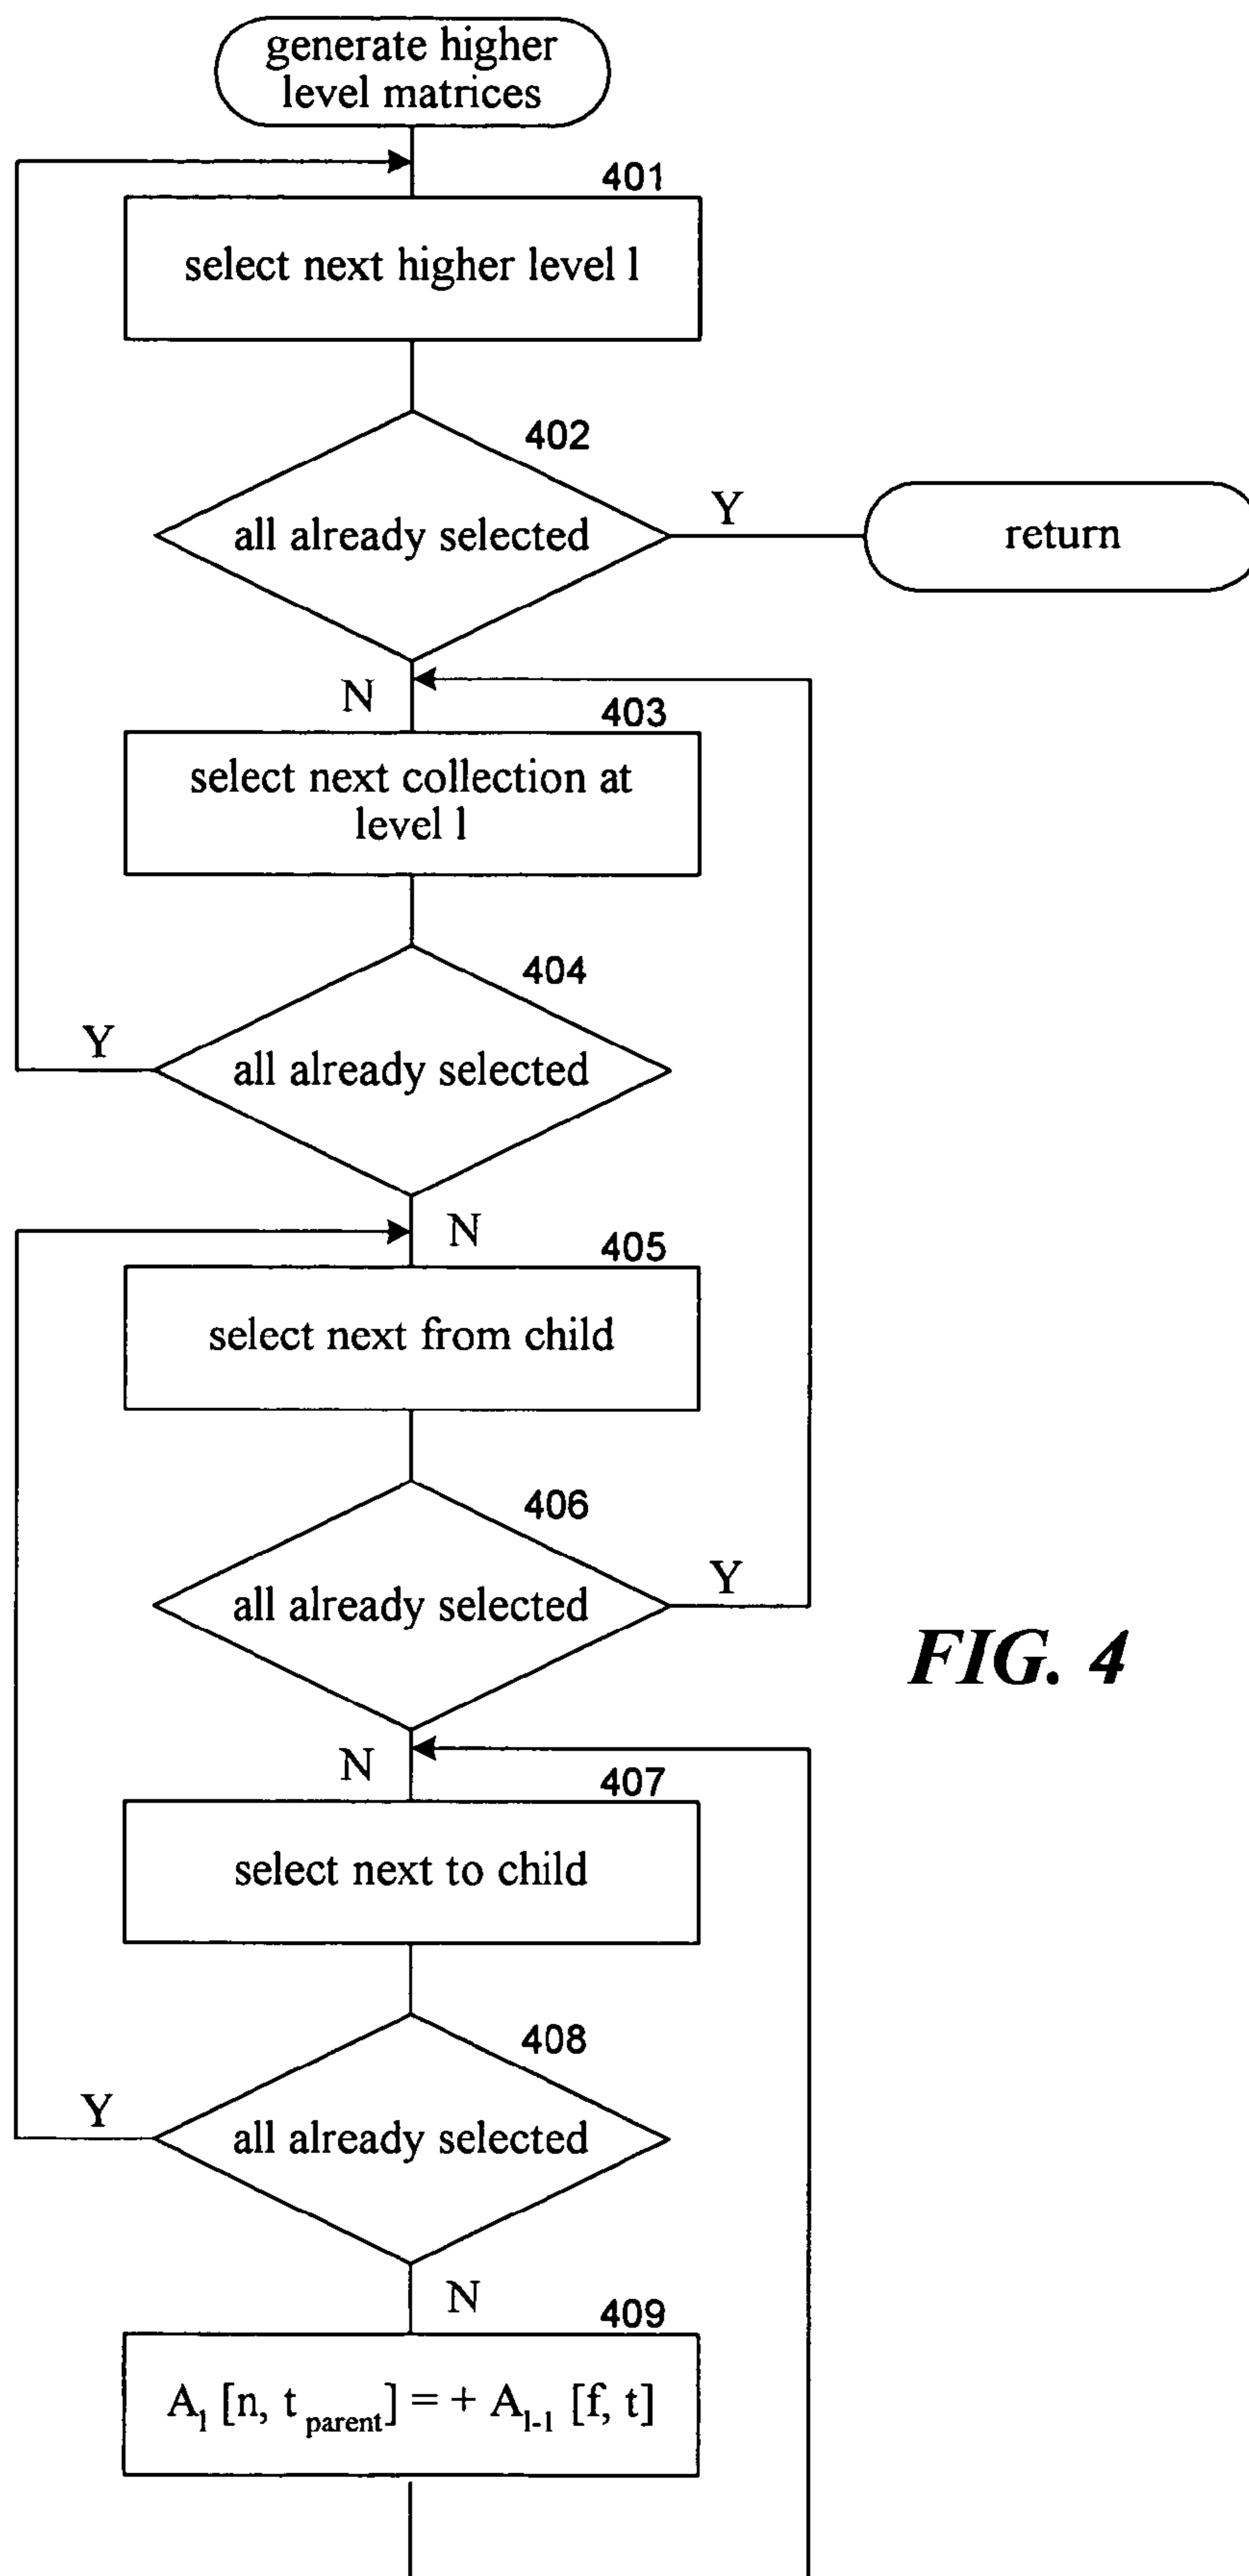 generate higher
level matrices
401
select next higher level l
402
all already selected
Y
return
N
403
select next collection at
level l
404
all already selected
Y
N
405
select next from child
406
all already selected
Y
FIG. 4
N
407
select next to child
408
all already selected
Y
N
409
A_l [n, t_parent] = + A_l-1 [f, t]